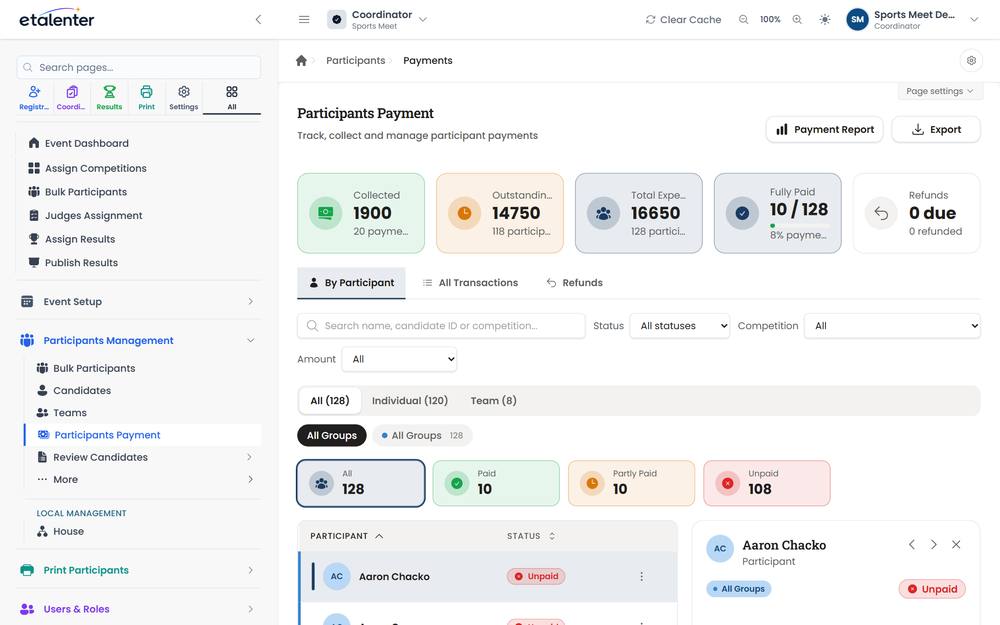 etalenter
Coordinator
Sports Meet
Clear Cache
100%
SM
Sports Meet De...
Coordinator
Search pages...
Registr...
Coordi...
Results
Print
Settings
All
Participants
Payments
Page settings
Event Dashboard
Assign Competitions
Bulk Participants
Judges Assignment
Assign Results
Publish Results
Event Setup
Participants Management
Bulk Participants
Candidates
Teams
Participants Payment
Review Candidates
More
LOCAL MANAGEMENT
House
Print Participants
Users & Roles
Participants Payment
Track, collect and manage participant payments
Payment Report
Export
Collected
1900
20 payme...
Outstandin...
14750
118 particip...
Total Expe...
16650
128 partici...
Fully Paid
10 / 128
8% payme...
Refunds
0 due
0 refunded
By Participant
All Transactions
Refunds
Search name, candidate ID or competition...
Status
All statuses
Competition
All
Amount
All
All (128)
Individual (120)
Team (8)
All Groups
All Groups 128
All
128
Paid
10
Partly Paid
10
Unpaid
108
PARTICIPANT
STATUS
AC
Aaron Chacko
Unpaid
AC
Aaron Chacko
Participant
All Groups
Unpaid